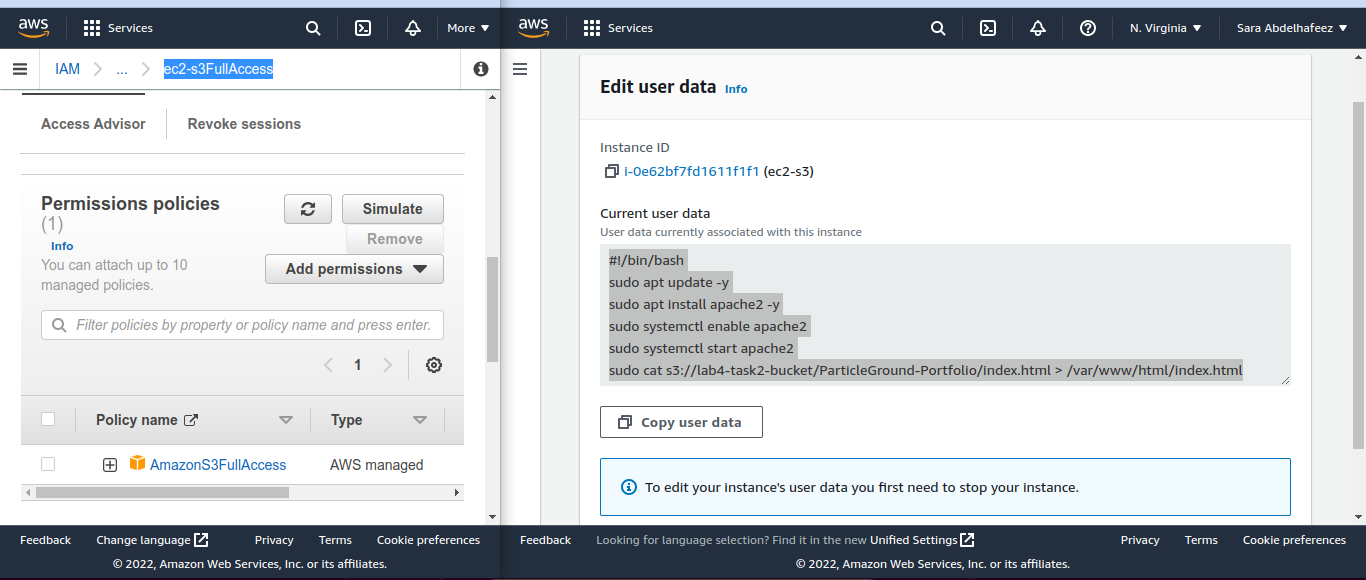 aws
Services
More
IAM
...
ec2-s3FullAccess
Access Advisor
Revoke sessions
Permissions policies
(1)
Info
You can attach up to 10
managed policies.
Simulate
Remove
Add permissions
Filter policies by property or policy name and press enter.
1
Policy name
Type
AmazonS3FullAccess
AWS managed
Feedback
Change language
Privacy
Terms
Cookie preferences
© 2022, Amazon Web Services, Inc. or its affiliates.
aws
Services
N. Virginia
Sara Abdelhafeez
Edit user data Info
Instance ID
i-0e62bf7fd1611f1f1 (ec2-s3)
Current user data
User data currently associated with this instance
#!/bin/bash
sudo apt update -y
sudo apt install apache2 -y
sudo systemctl enable apache2
sudo systemctl start apache2
sudo cat s3://lab4-task2-bucket/ParticleGround-Portfolio/index.html > /var/www/html/index.html
Copy user data
To edit your instance's user data you first need to stop your instance.
Feedback
Looking for language selection? Find it in the new Unified Settings
Privacy
Terms
Cookie preferences
© 2022, Amazon Web Services, Inc. or its affiliates.